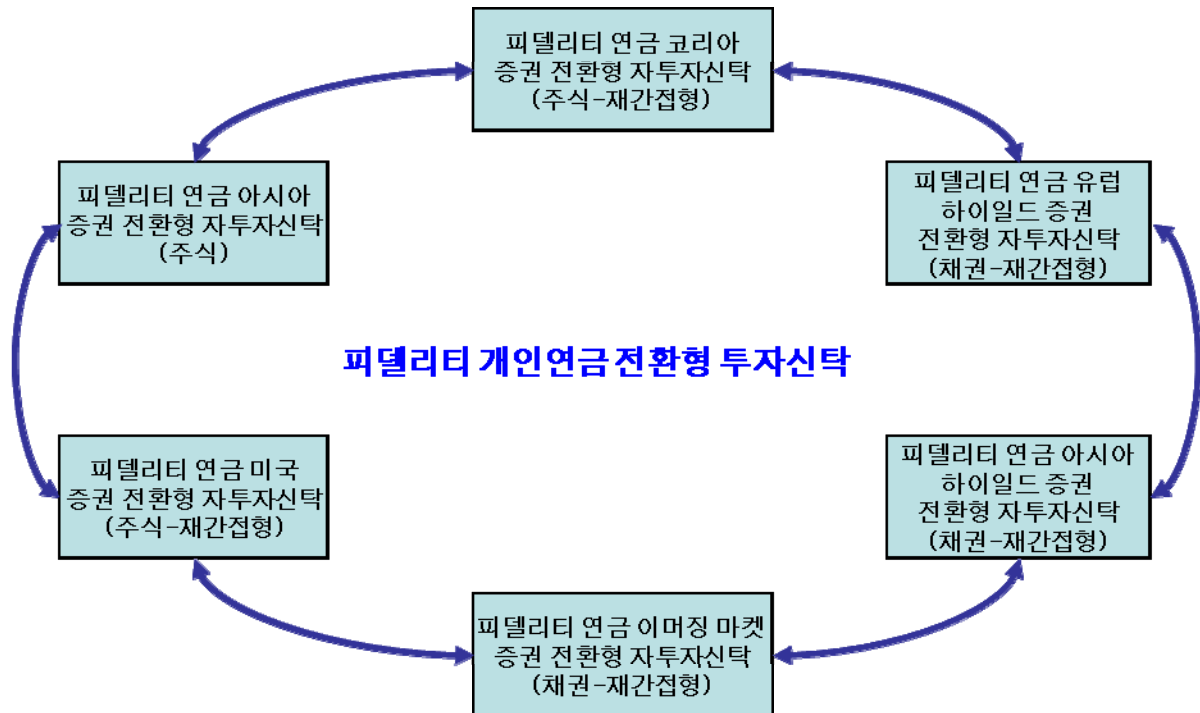 피델리티 연금 코리아
증권 전환형 자투자신탁
(주식-재간접형)
피델리티 연금 아시아
증권 전환형 자투자신탁
(주식)
피델리티 연금 유럽
하이일드 증권
전환형 자투자신탁
(채권-재간접형)
피델리티 개인연금 전환형 투자신탁
피델리티 연금 미국
증권 전환형 자투자신탁
(주식-재간접형)
피델리티 연금 아시아
하이일드 증권
전환형 자투자신탁
(채권-재간접형)
피델리티 연금 이머징 마켓
증권 전환형 자투자신탁
(채권-재간접형)